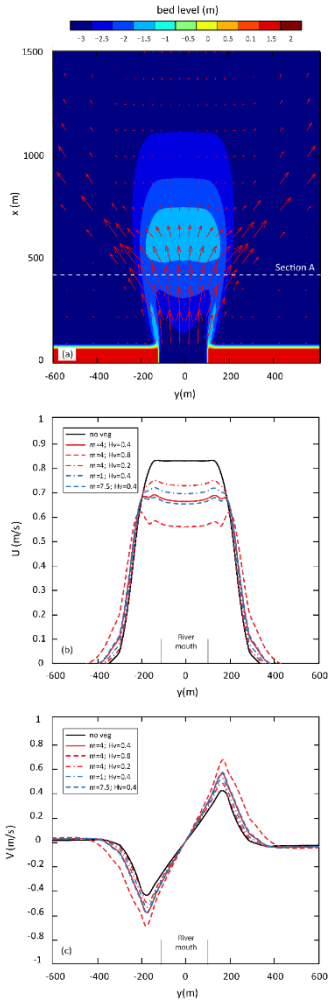 bed level (m)
−3 −2.5 −2 −1.5 −1 −0.5 0 0.1 1.5 2
1500
1000
500
0
x (m)
Section A
(a)
-600 -400 -200 0 200 400 600
y(m)
1
0.9
0.8
0.7
0.6
0.5
0.4
0.3
0.2
0.1
0
U (m/s)
no veg
m=4; Hv=0.4
m=4; Hv=0.8
m=4; Hv=0.2
m=1; Hv=0.4
m=7.5; Hv=0.4
River
mouth
(b)
-600 -400 -200 0 200 400 600
y(m)
1
0.8
0.6
0.4
0.2
0
-0.2
-0.4
-0.6
-0.8
-1
V (m/s)
no veg
m=4; Hv=0.4
m=4; Hv=0.8
m=4; Hv=0.2
m=1; Hv=0.4
m=7.5; Hv=0.4
River
mouth
(c)
-600 -400 -200 0 200 400 600
y(m)